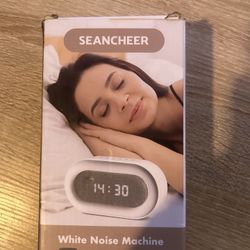 SEANCHEER
14:30
White Noise Machine